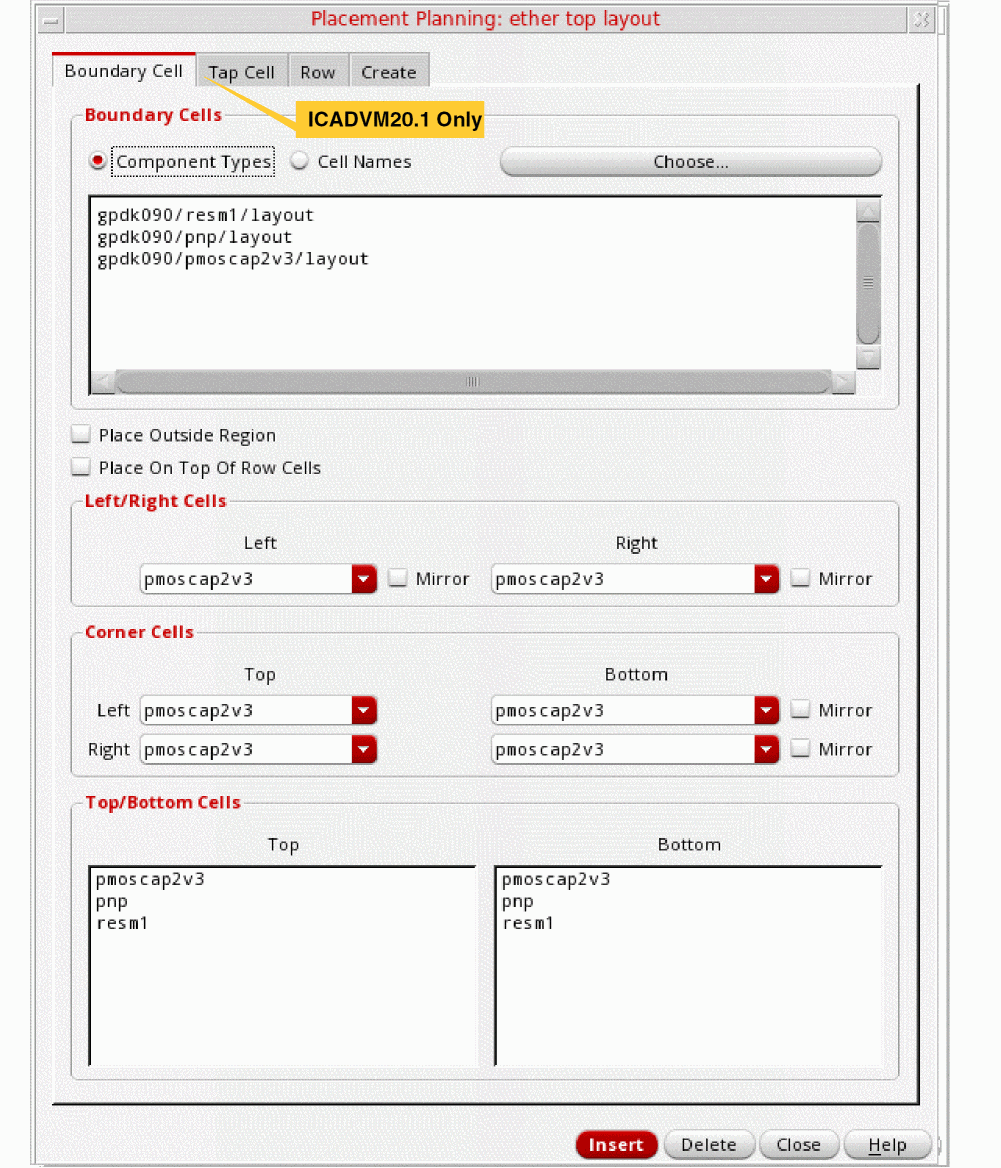 Placement Planning: ether top layout
Boundary Cell Tap Cell Row Create
Boundary Cells
ICADVM20.1 Only
Component Types Cell Names Choose...
gpdk090/resm1/layout
gpdk090/pnp/layout
gpdk090/pmoscap2v3/layout
Place Outside Region
Place On Top Of Row Cells
Left/Right Cells
Left Right
pmoscap2v3 Mirror pmoscap2v3 Mirror
Corner Cells
Top Bottom
Left pmoscap2v3 pmoscap2v3 Mirror
Right pmoscap2v3 pmoscap2v3 Mirror
Top/Bottom Cells
Top Bottom
pmoscap2v3 pmoscap2v3
pnp pnp
resm1 resm1
Insert Delete Close Help